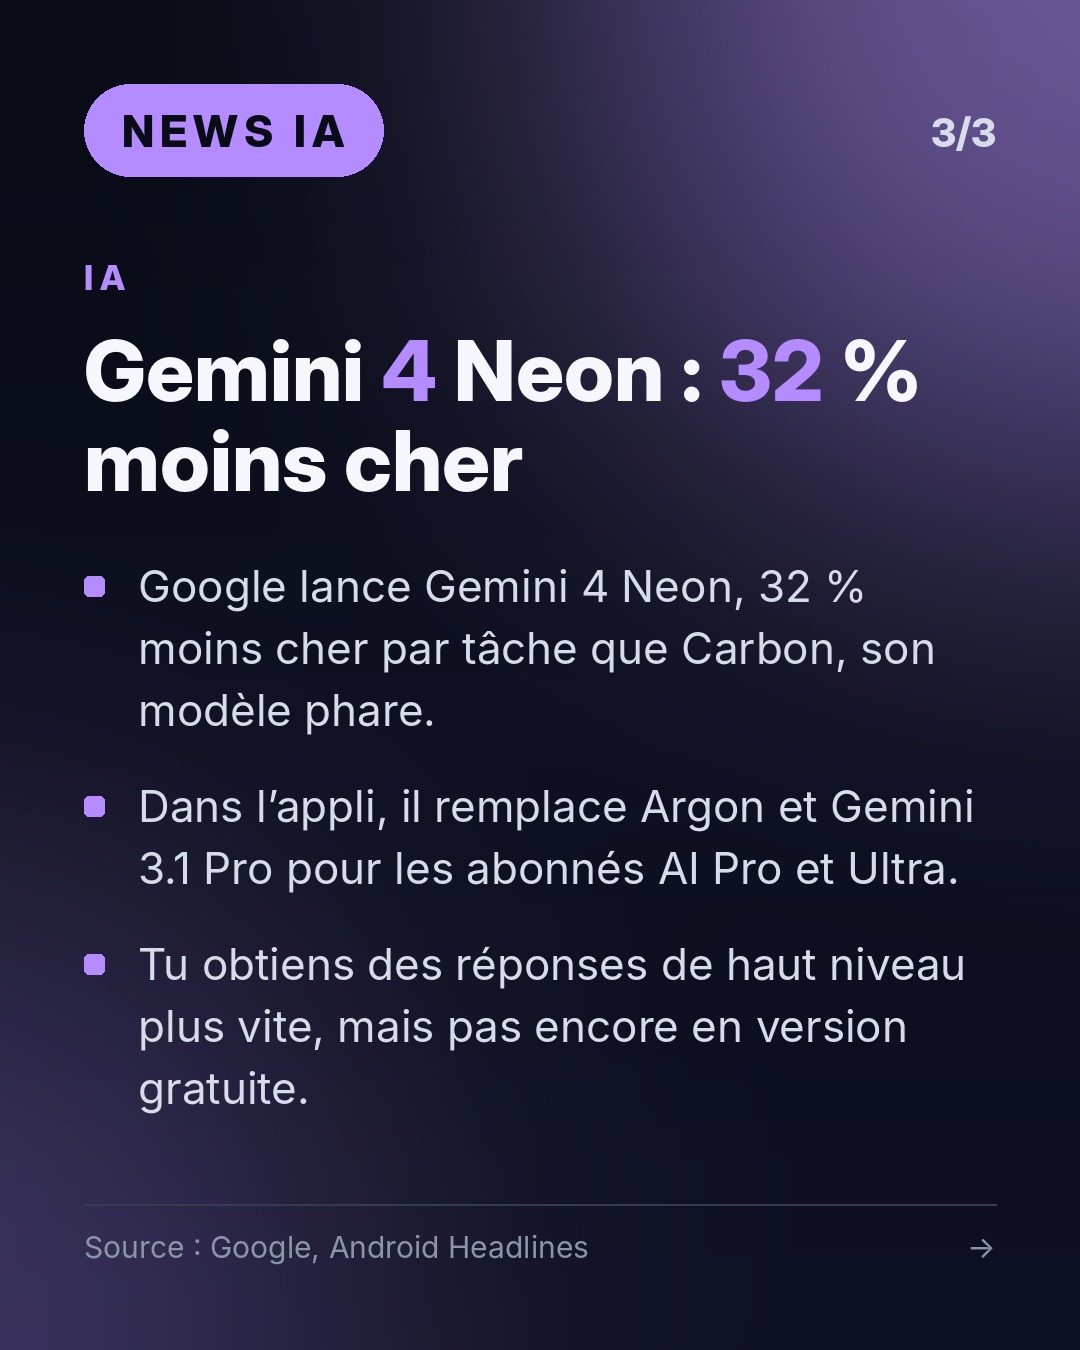 NEWS IA
3/3
IA
Gemini 4 Neon : 32 %
moins cher
Google lance Gemini 4 Neon, 32 %
moins cher par tâche que Carbon, son
modèle phare.
Dans l’appli, il remplace Argon et Gemini
3.1 Pro pour les abonnés AI Pro et Ultra.
Tu obtiens des réponses de haut niveau
plus vite, mais pas encore en version
gratuite.
Source : Google, Android Headlines
→